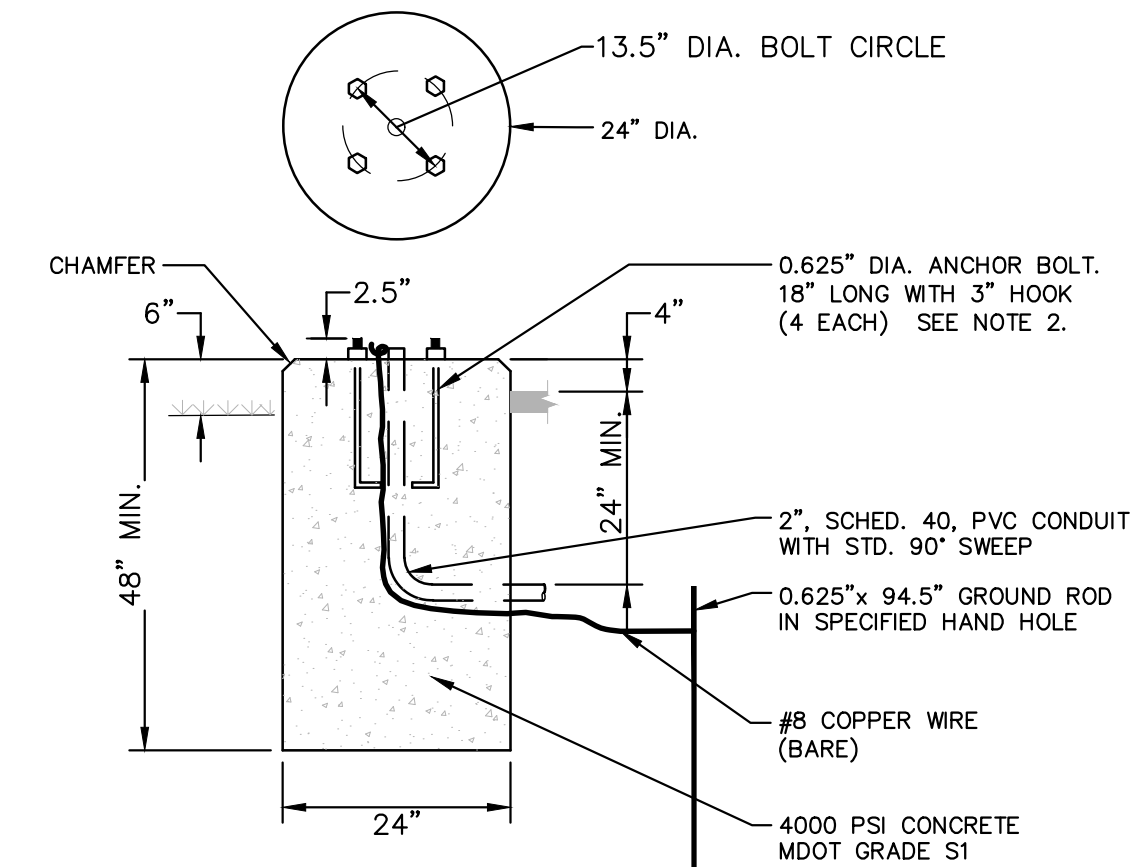 13.5” DIA. BOLT CIRCLE
24” DIA.
CHAMFER
2.5”
6”
4”
0.625” DIA. ANCHOR BOLT.
18” LONG WITH 3” HOOK
(4 EACH) SEE NOTE 2.
24” MIN.
48” MIN.
2”, SCHED. 40, PVC CONDUIT
WITH STD. 90° SWEEP
0.625”x 94.5” GROUND ROD
IN SPECIFIED HAND HOLE
#8 COPPER WIRE
(BARE)
24”
4000 PSI CONCRETE
MDOT GRADE S1